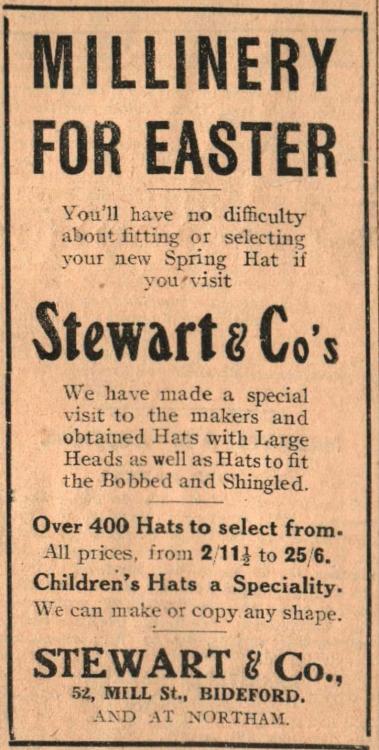 MILLINERY
FOR EASTER
You'll have no difficulty
about fitting or selecting
your new Spring Hat if
you visit
Stewart & Co's
We have made a special
visit to the makers and
obtained Hats with Large
Heads as well as Hats to fit
the Bobbed and Shingled.
Over 400 Hats to select from.
All prices, from 2/11½ to 25/6.
Children's Hats a Speciality.
We can make or copy any shape.
STEWART & Co.,
52, MILL St., BIDEFORD.
AND AT NORTHAM.